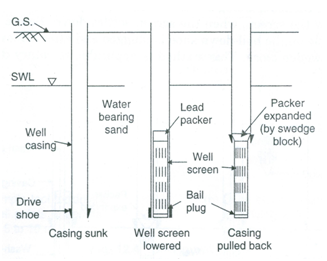 G.S.
SWL
Water
bearing
sand
Lead
packer
Packer
expanded
(by swedge
block)
Well
casing
Well
screen
Drive
shoe
Bail
plug
Casing sunk
Well screen
lowered
Casing
pulled back